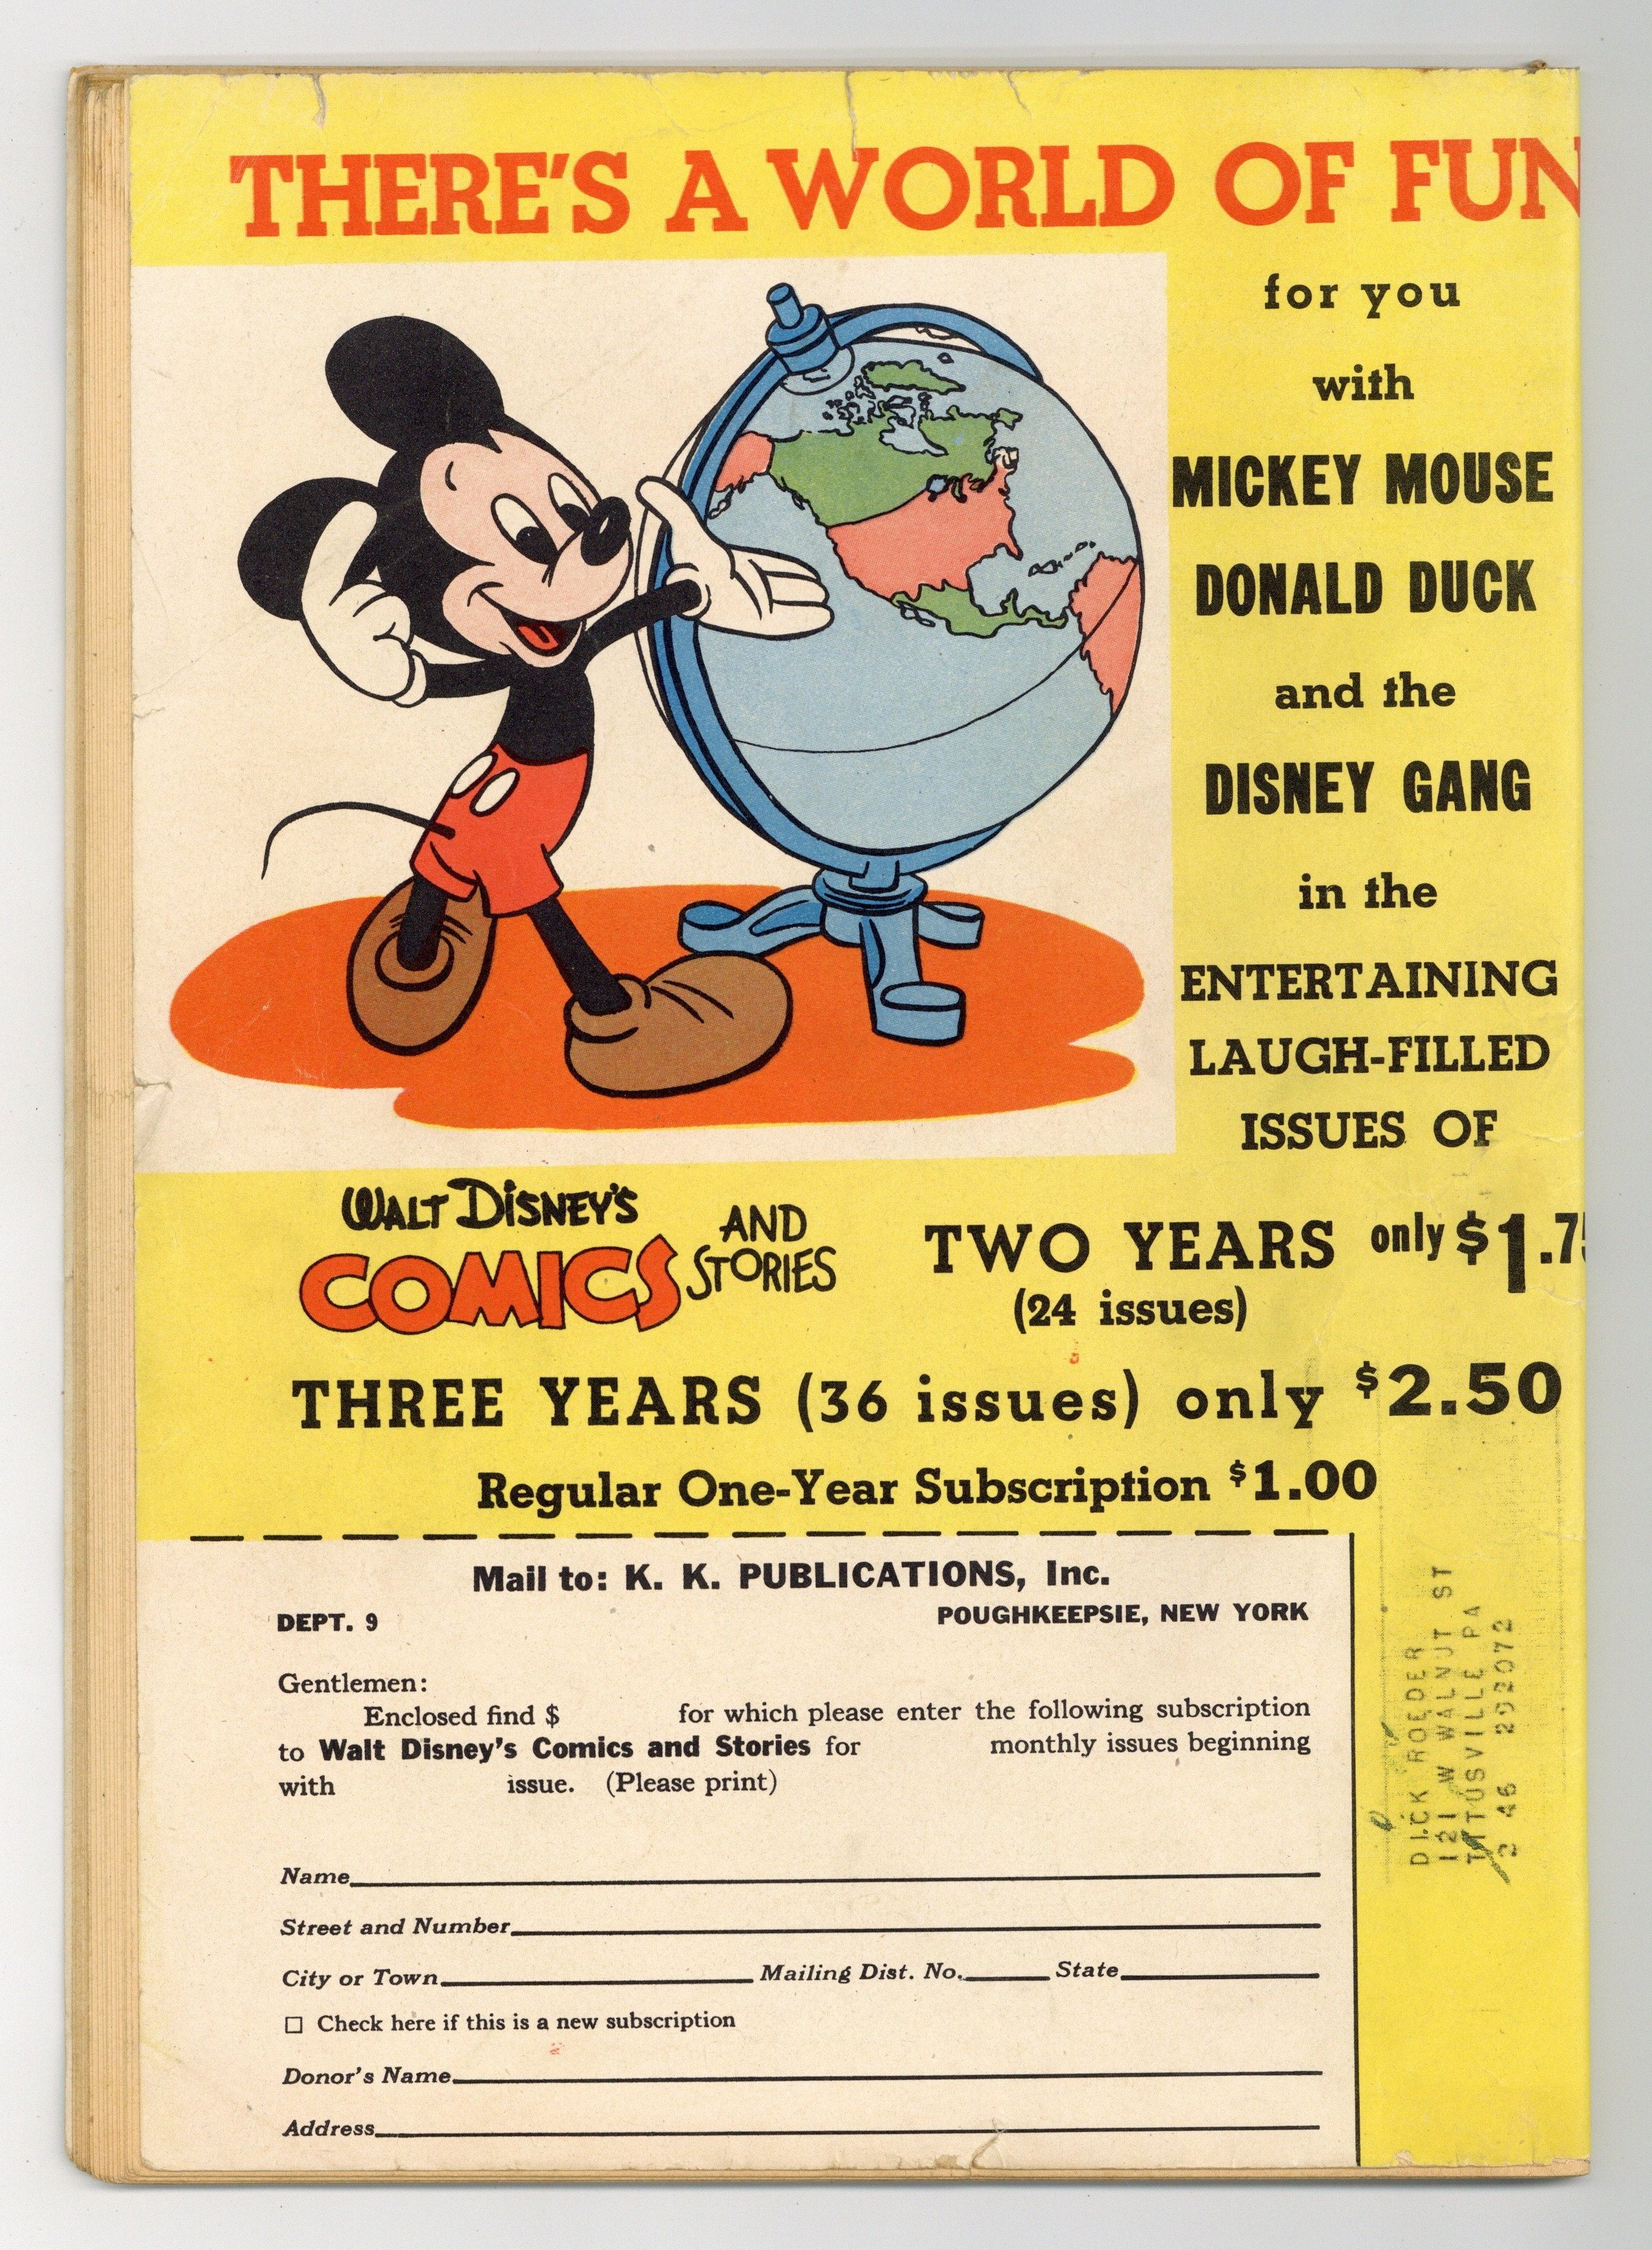 THERE'S A WORLD OF FUN
for you
with
MICKEY MOUSE
DONALD DUCK
and the
DISNEY GANG
in the
ENTERTAINING
LAUGH-FILLED
ISSUES OF
WALT DISNEY'S
COMICS AND STORIES
TWO YEARS only $1.75
(24 issues)
THREE YEARS (36 issues) only $2.50
Regular One-Year Subscription $1.00
Mail to: K. K. PUBLICATIONS, Inc.
DEPT. 9 POUGHKEEPSIE, NEW YORK
Gentlemen:
Enclosed find $ for which please enter the following subscription
to Walt Disney's Comics and Stories for monthly issues beginning
with issue. (Please print)
Name
Street and Number
City or Town Mailing Dist. No. State
Check here if this is a new subscription
Donor's Name
Address
DICK ROEDER
121 W WALNUT ST
TITUSVILLE PA
46 292072